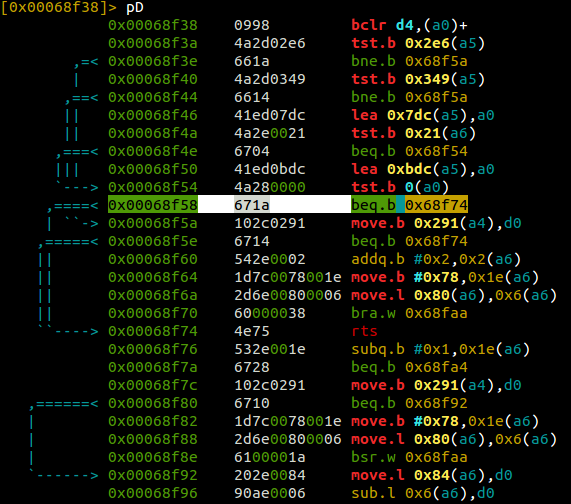 [0x00068f38]> pD
0x00068f38 0998 bclr d4,(a0)+
0x00068f3a 4a2d02e6 tst.b 0x2e6(a5)
,=< 0x00068f3e 661a bne.b 0x68f5a
| 0x00068f40 4a2d0349 tst.b 0x349(a5)
,==< 0x00068f44 6614 bne.b 0x68f5a
|| 0x00068f46 41ed07dc lea 0x7dc(a5),a0
|| 0x00068f4a 4a2e0021 tst.b 0x21(a6)
,===< 0x00068f4e 6704 beq.b 0x68f54
||| 0x00068f50 41ed0bdc lea 0xbdc(a5),a0
`---> 0x00068f54 4a280000 tst.b 0(a0)
,====< 0x00068f58 671a beq.b 0x68f74
| ``-> 0x00068f5a 102c0291 move.b 0x291(a4),d0
,=====< 0x00068f5e 6714 beq.b 0x68f74
|| 0x00068f60 542e0002 addq.b #0x2,0x2(a6)
|| 0x00068f64 1d7c0078001e move.b #0x78,0x1e(a6)
|| 0x00068f6a 2d6e00800006 move.l 0x80(a6),0x6(a6)
|| 0x00068f70 60000038 bra.w 0x68faa
``----> 0x00068f74 4e75 rts
0x00068f76 532e001e subq.b #0x1,0x1e(a6)
0x00068f7a 6728 beq.b 0x68fa4
0x00068f7c 102c0291 move.b 0x291(a4),d0
,======< 0x00068f80 6710 beq.b 0x68f92
| 0x00068f82 1d7c0078001e move.b #0x78,0x1e(a6)
| 0x00068f88 2d6e00800006 move.l 0x80(a6),0x6(a6)
| 0x00068f8e 6100001a bsr.w 0x68faa
`------> 0x00068f92 202e0084 move.l 0x84(a6),d0
0x00068f96 90ae0006 sub.l 0x6(a6),d0